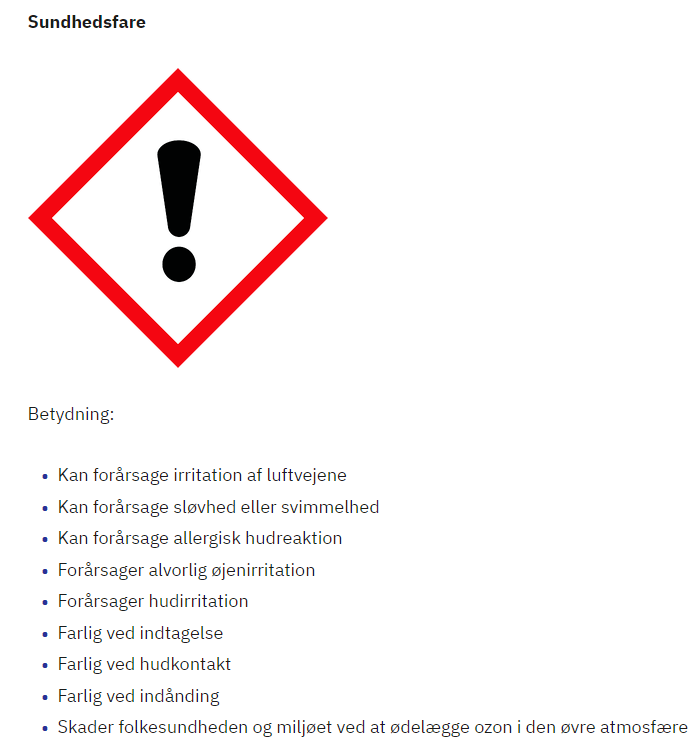 Sundhedsfare
Betydning:
• Kan forårsage irritation af luftvejene
• Kan forårsage sløvhed eller svimmelhed
• Kan forårsage allergisk hudreaktion
• Forårsager alvorlig øjenirritation
• Forårsager hudirritation
• Farlig ved indtagelse
• Farlig ved hudkontakt
• Farlig ved indånding
• Skader folkesundheden og miljøet ved at ødelægge ozon i den øvre atmosfære